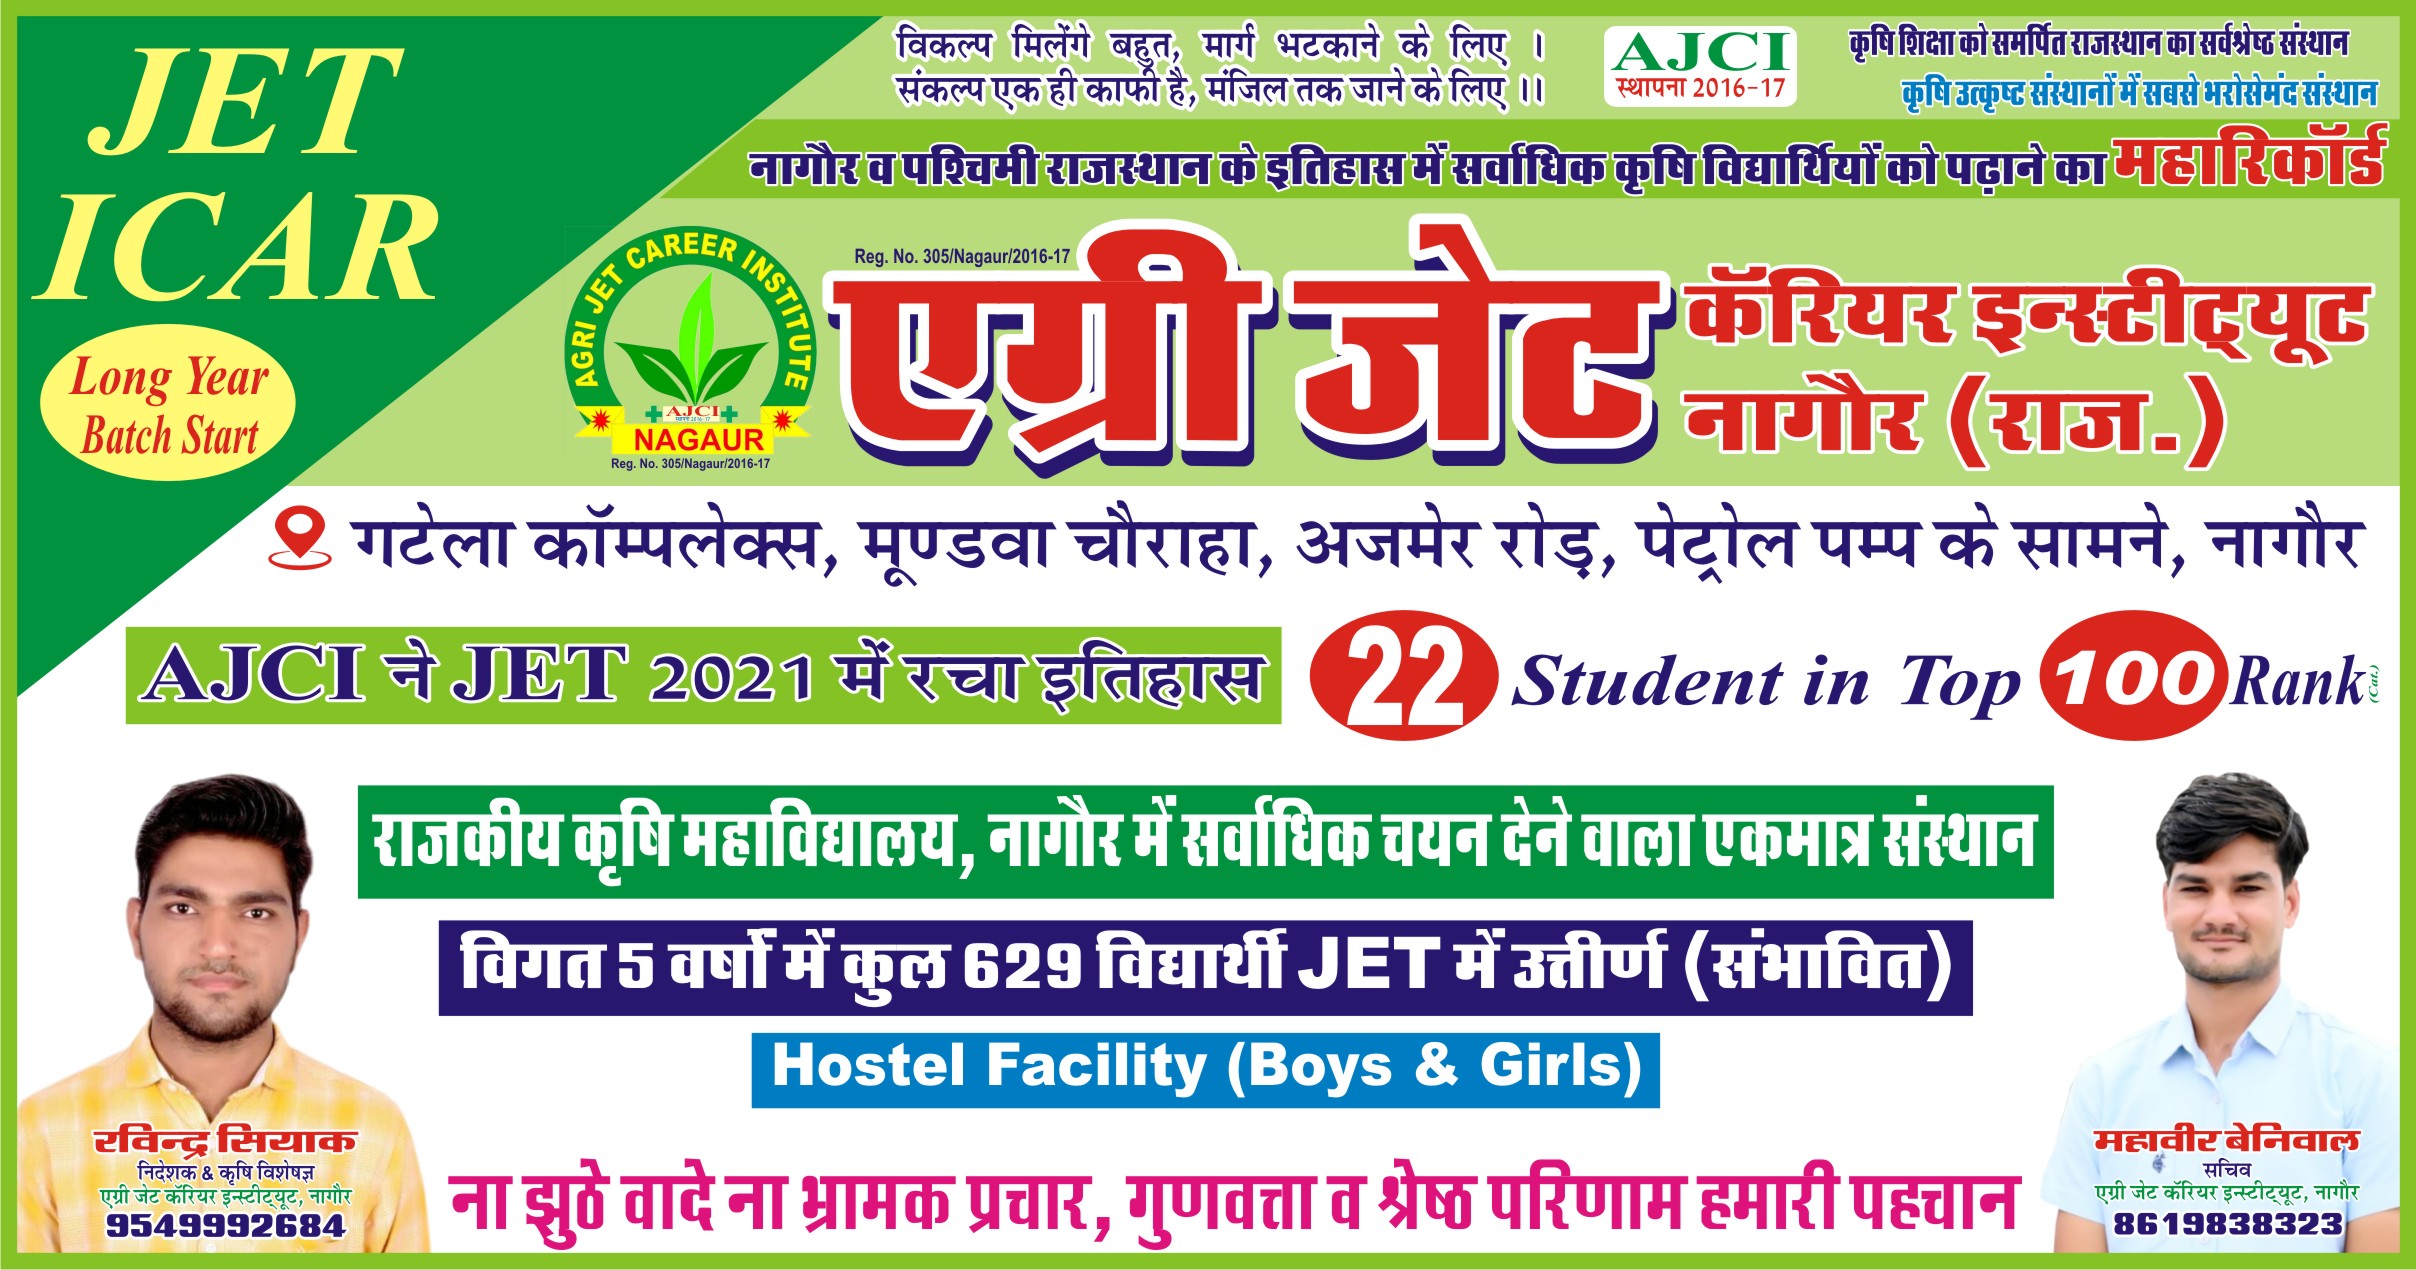 JET
ICAR
Long Year
Batch Start
विकल्प मिलेंगे बहुत, मार्ग भटकाने के लिए ।
संकल्प एक ही काफी है, मंजिल तक जाने के लिए ।।
AJCI
स्थापना 2016-17
कृषि शिक्षा को समर्पित राजस्थान का सर्वश्रेष्ठ संस्थान
कृषि उत्कृष्ट संस्थानों में सबसे भरोसेमंद संस्थान
नागौर व पश्चिमी राजस्थान के इतिहास में सर्वाधिक कृषि विद्यार्थियों को पढ़ाने का महारिकॉर्ड
AGRI JET CAREER INSTITUTE
AJCI
स्थापना 2016-17
NAGAUR
Reg. No. 305/Nagaur/2016-17
Reg. No. 305/Nagaur/2016-17
एग्री जेट
कॅरियर इन्स्टीट्यूट
नागौर (राज.)
गटेला कॉम्पलेक्स, मूण्डवा चौराहा, अजमेर रोड़, पेट्रोल पम्प के सामने, नागौर
AJCI ने JET 2021 में रचा इतिहास
22 Student in Top 100 Rank (Cat.)
राजकीय कृषि महाविद्यालय, नागौर में सर्वाधिक चयन देने वाला एकमात्र संस्थान
विगत 5 वर्षों में कुल 629 विद्यार्थी JET में उत्तीर्ण (संभावित)
Hostel Facility (Boys & Girls)
रविन्द्र सियाक
निदेशक & कृषि विशेषज्ञ
एग्री जेट कॅरियर इन्स्टीट्यूट, नागौर
9549992684
महावीर बेनिवाल
सचिव
एग्री जेट कॅरियर इन्स्टीट्यूट, नागौर
8619838323
ना झुठे वादे ना भ्रामक प्रचार, गुणवत्ता व श्रेष्ठ परिणाम हमारी पहचान